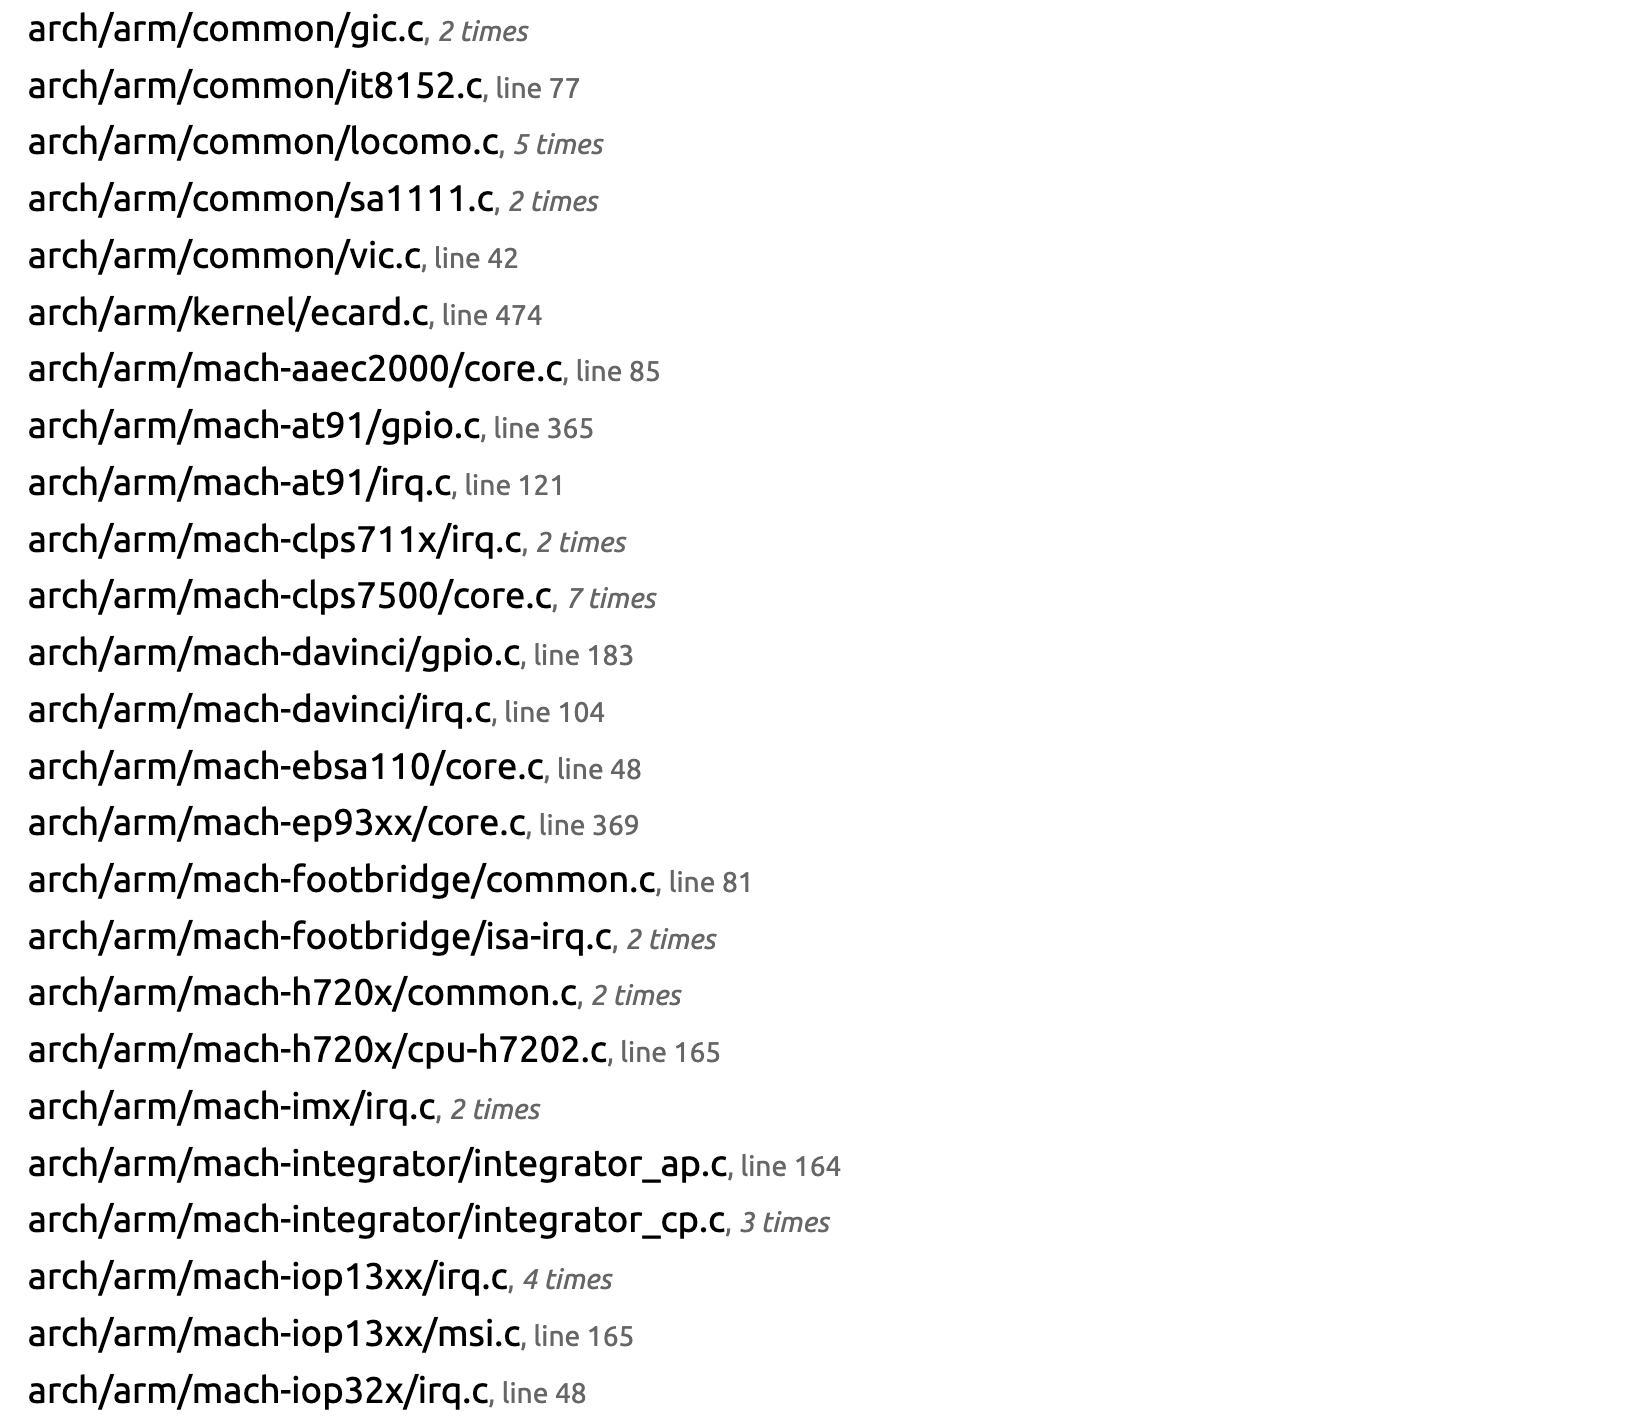 arch/arm/common/gic.c, 2 times
arch/arm/common/it8152.c, line 77
arch/arm/common/locomo.c, 5 times
arch/arm/common/sa1111.c, 2 times
arch/arm/common/vic.c, line 42
arch/arm/kernel/ecard.c, line 474
arch/arm/mach-aaec2000/core.c, line 85
arch/arm/mach-at91/gpio.c, line 365
arch/arm/mach-at91/irq.c, line 121
arch/arm/mach-clps711x/irq.c, 2 times
arch/arm/mach-clps7500/core.c, 7 times
arch/arm/mach-davinci/gpio.c, line 183
arch/arm/mach-davinci/irq.c, line 104
arch/arm/mach-ebsa110/core.c, line 48
arch/arm/mach-ep93xx/core.c, line 369
arch/arm/mach-footbridge/common.c, line 81
arch/arm/mach-footbridge/isa-irq.c, 2 times
arch/arm/mach-h720x/common.c, 2 times
arch/arm/mach-h720x/cpu-h7202.c, line 165
arch/arm/mach-imx/irq.c, 2 times
arch/arm/mach-integrator/integrator_ap.c, line 164
arch/arm/mach-integrator/integrator_cp.c, 3 times
arch/arm/mach-iop13xx/irq.c, 4 times
arch/arm/mach-iop13xx/msi.c, line 165
arch/arm/mach-iop32x/irq.c, line 48